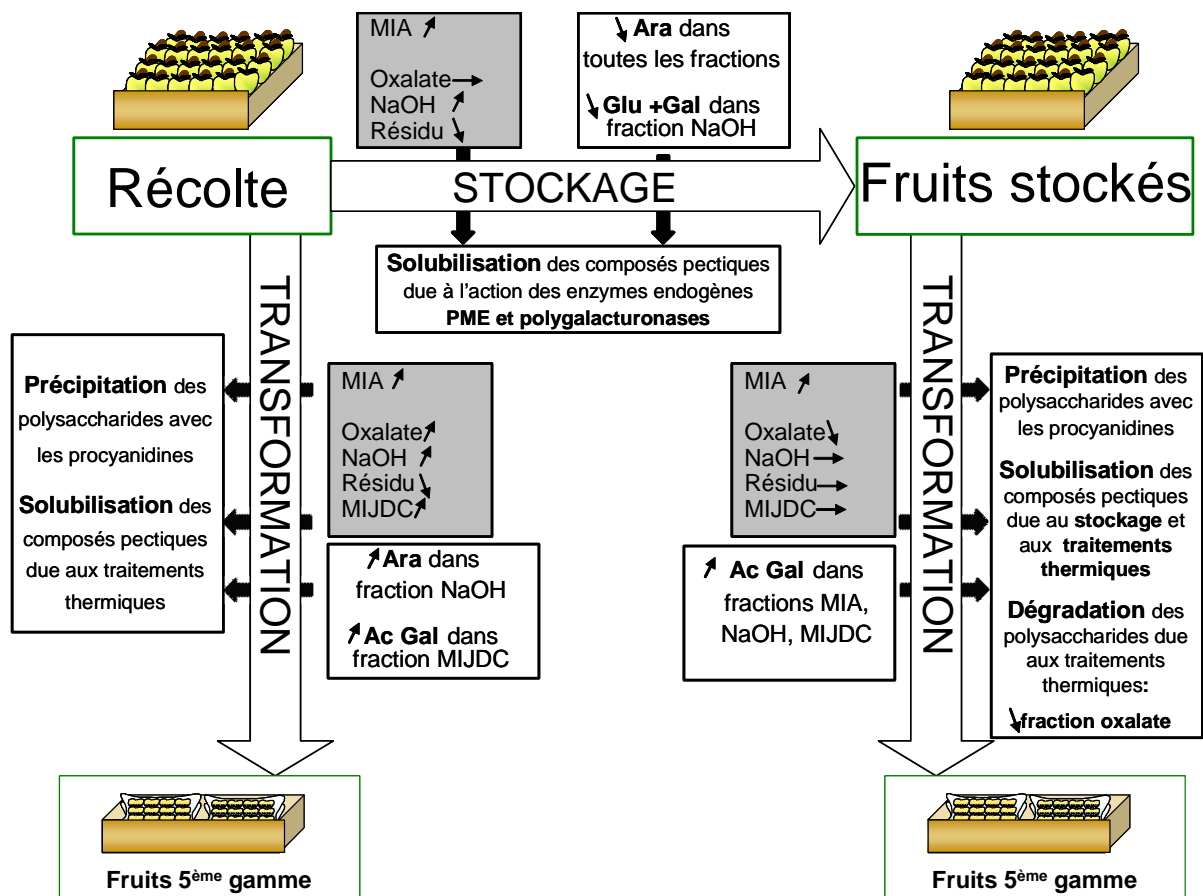 MIA ↗
Oxalate →
NaOH ↗
Résidu ↘
↘ Ara dans
toutes les fractions
↘ Glu +Gal dans
fraction NaOH
Récolte
STOCKAGE
Fruits stockés
Solubilisation des composés pectiques
due à l'action des enzymes endogènes
PME et polygalacturonases
TRANSFORMATION
Précipitation des
polysaccharides avec
les procyanidines
Solubilisation des
composés pectiques
due aux traitements
thermiques
MIA ↗
Oxalate ↗
NaOH ↗
Résidu ↘
MIJDC ↗
↗ Ara dans
fraction NaOH
↗ Ac Gal dans
fraction MIJDC
MIA ↗
Oxalate ↘
NaOH →
Résidu →
MIJDC →
↗ Ac Gal dans
fractions MIA,
NaOH, MIJDC
TRANSFORMATION
Précipitation des
polysaccharides avec
les procyanidines
Solubilisation des
composés pectiques
due au stockage et
aux traitements
thermiques
Dégradation des
polysaccharides due
aux traitements
thermiques:
↘ fraction oxalate
Fruits 5ème gamme
Fruits 5ème gamme